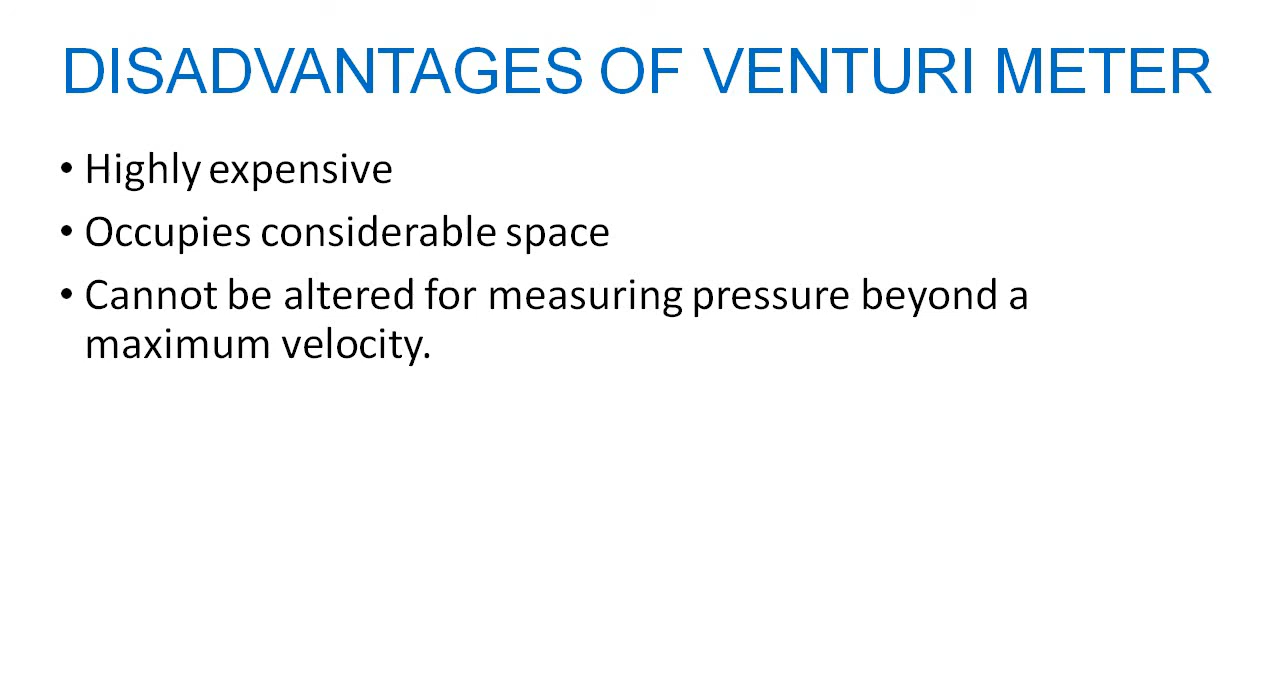 DISADVANTAGES OF VENTURI METER
• Highly expensive
• Occupies considerable space
• Cannot be altered for measuring pressure beyond a
maximum velocity.